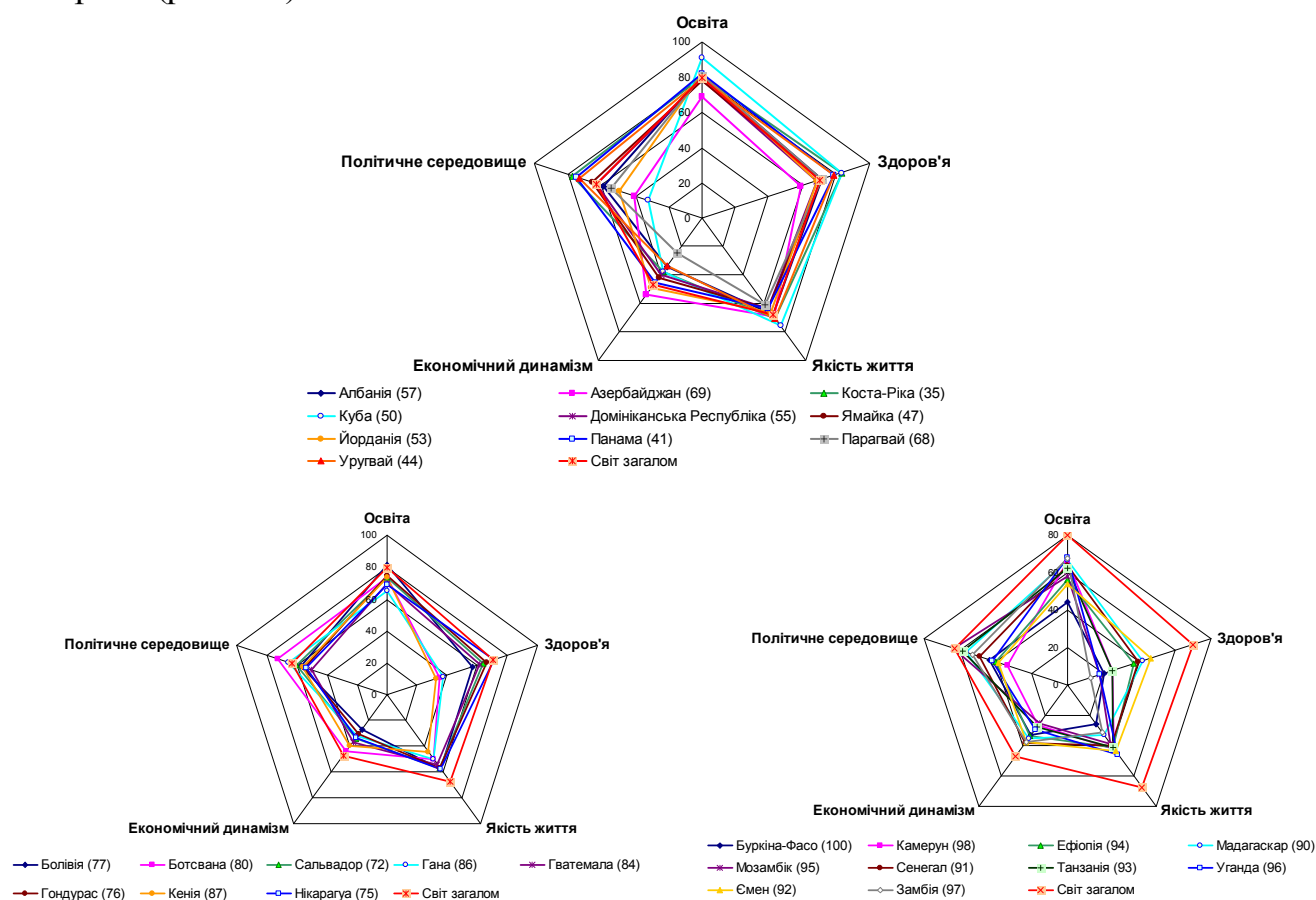 Освіта
100
80
60
40
20
0
Здоров'я
Якість життя
Економічний динамізм
Політичне середовище
Албанія (57) Азербайджан (69) Коста-Ріка (35)
Куба (50) Домініканська Республіка (55) Ямайка (47)
Йорданія (53) Панама (41) Парагвай (68)
Уругвай (44) Світ загалом
Освіта
100
80
60
40
20
0
Здоров'я
Якість життя
Економічний динамізм
Політичне середовище
Болівія (77) Ботсвана (80) Сальвадор (72) Гана (86) Гватемала (84)
Гондурас (76) Кенія (87) Нікарагуа (75) Світ загалом
Освіта
80
60
40
20
0
Здоров'я
Якість життя
Економічний динамізм
Політичне середовище
Буркіна-Фасо (100) Камерун (98) Ефіопія (94) Мадагаскар (90)
Мозамбік (95) Сенегал (91) Танзанія (93) Уганда (96)
Ємен (92) Замбія (97) Світ загалом